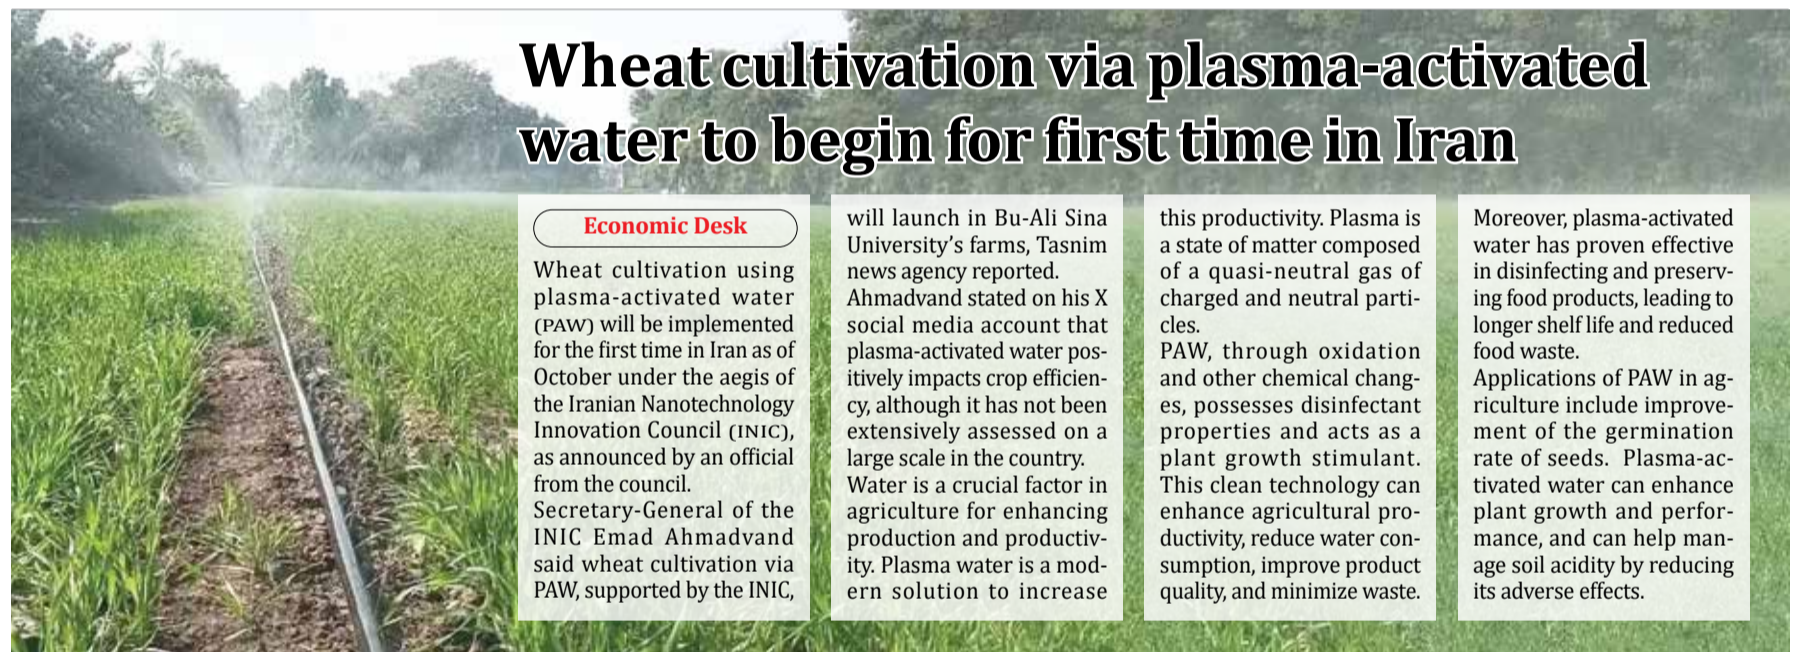 Wheat cultivation via plasma-activated
water to begin for first time in Iran
Economic Desk
Wheat cultivation using
plasma-activated water
(PAW) will be implemented
for the first time in Iran as of
October under the aegis of
the Iranian Nanotechnology
Innovation Council (INIC),
as announced by an official
from the council.
Secretary-General of the
INIC Emad Ahmadvand
said wheat cultivation via
PAW, supported by the INIC,
will launch in Bu-Ali Sina
University's farms, Tasnim
news agency reported.
Ahmadvand stated on his X
social media account that
plasma-activated water pos-
itively impacts crop efficien-
cy, although it has not been
extensively assessed on a
large scale in the country.
Water is a crucial factor in
agriculture for enhancing
production and productiv-
ity. Plasma water is a mod-
ern solution to increase
this productivity. Plasma is
a state of matter composed
of a quasi-neutral gas of
charged and neutral parti-
cles.
PAW, through oxidation
and other chemical chang-
es, possesses disinfectant
properties and acts as a
plant growth stimulant.
This clean technology can
enhance agricultural pro-
ductivity, reduce water con-
sumption, improve product
quality, and minimize waste.
Moreover, plasma-activated
water has proven effective
in disinfecting and preserv-
ing food products, leading to
longer shelf life and reduced
food waste.
Applications of PAW in ag-
riculture include improve-
ment of the germination
rate of seeds. Plasma-ac-
tivated water can enhance
plant growth and perfor-
mance, and can help man-
age soil acidity by reducing
its adverse effects.